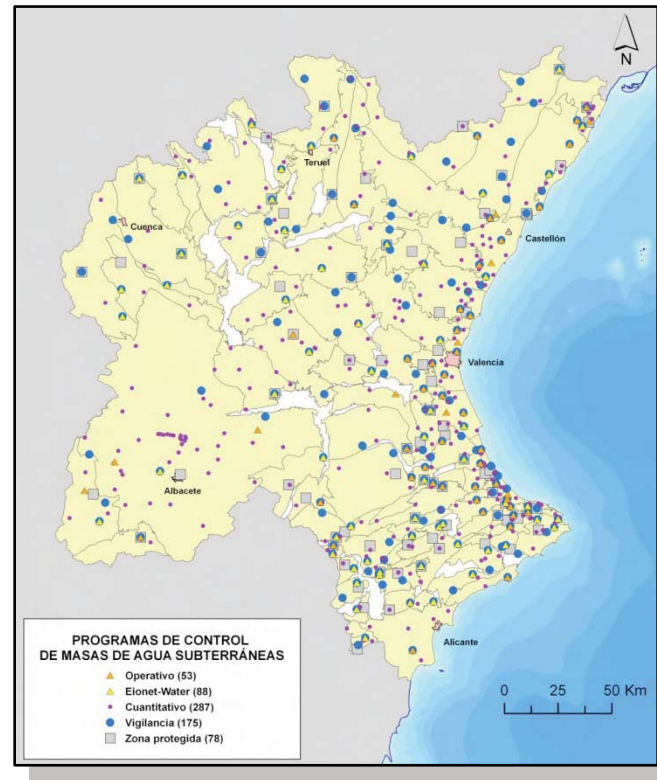 N
Teruel
Cuenca
Castellón
Valencia
Albacete
Alicante
PROGRAMAS DE CONTROL
DE MASAS DE AGUA SUBTERRÁNEAS
Operativo (53)
Eionet-Water (88)
Cuantitativo (287)
Vigilancia (175)
Zona protegida (78)
0 25 50 Km